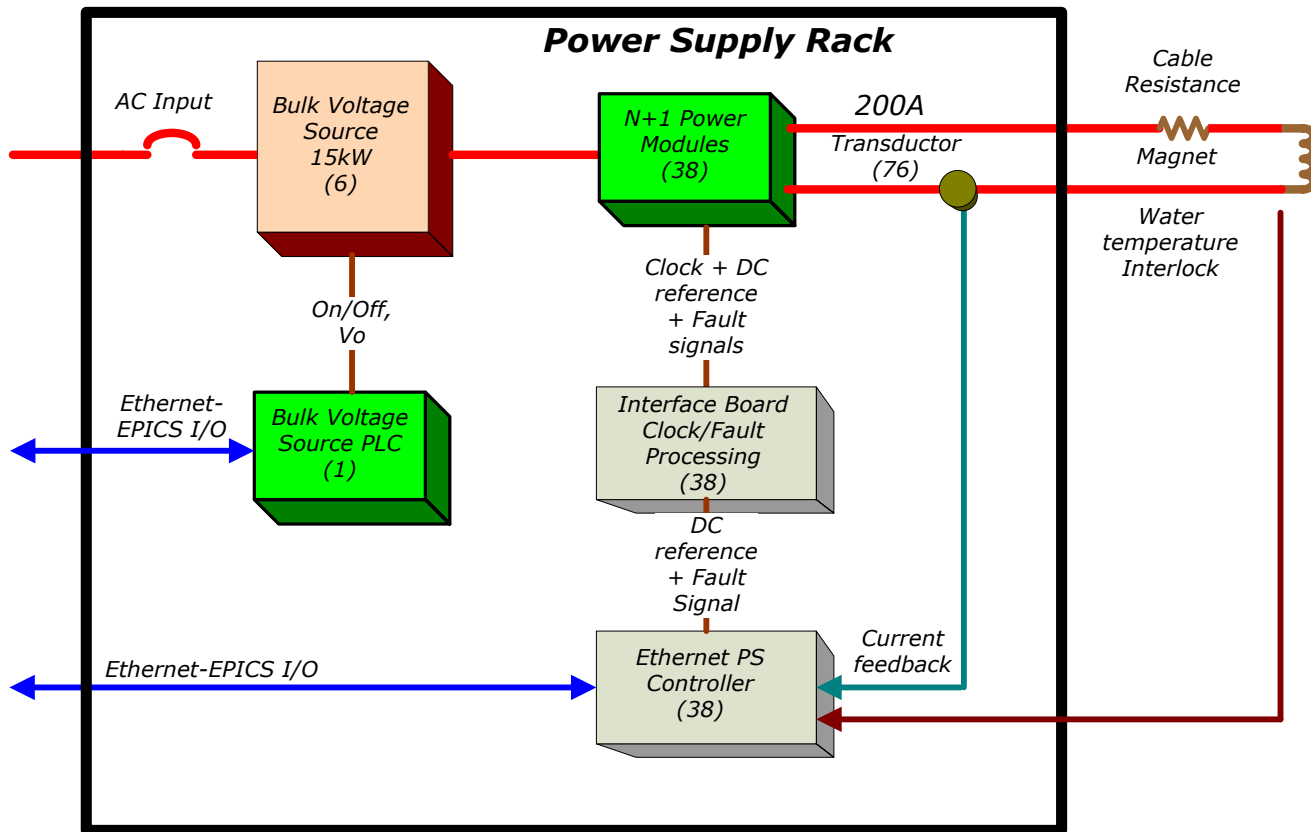 Power Supply Rack
AC Input
Bulk Voltage
Source
15kW
(6)
N+1 Power
Modules
(38)
200A
Transductor
(76)
Cable
Resistance
Magnet
Water
temperature
Interlock
On/Off,
Vo
Clock + DC
reference
+ Fault
signals
Ethernet-
EPICS I/O
Bulk Voltage
Source PLC
(1)
Interface Board
Clock/Fault
Processing
(38)
DC
reference
+ Fault
Signal
Ethernet-EPICS I/O
Ethernet PS
Controller
(38)
Current
feedback